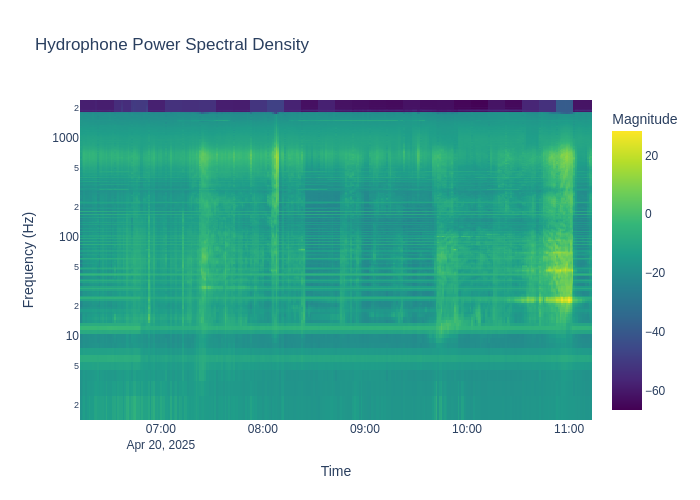 Hydrophone Power Spectral Density
Magnitude
2
1000
5
2
100
5
2
10
5
2
Frequency (Hz)
20
0
−20
−40
−60
07:00 08:00 09:00 10:00 11:00
Apr 20, 2025
Time